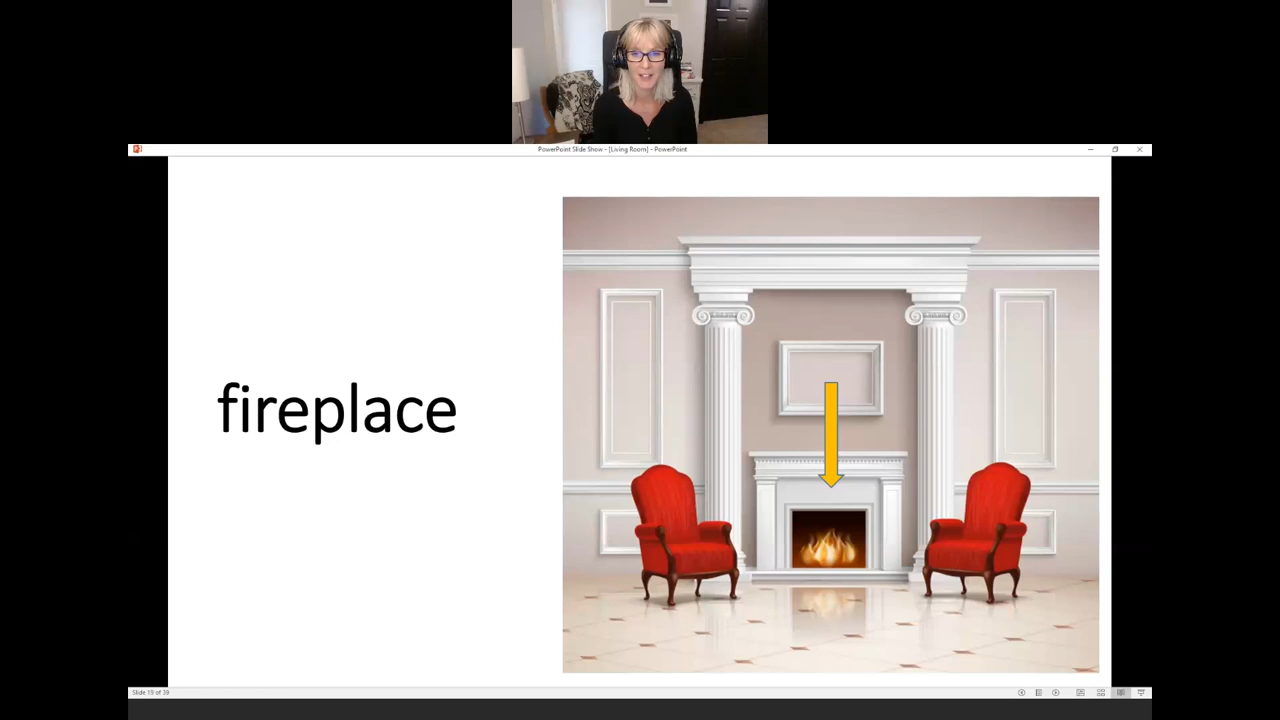 PowerPoint Slide Show - [Living Room] - PowerPoint
fireplace
Slide 19 of 39